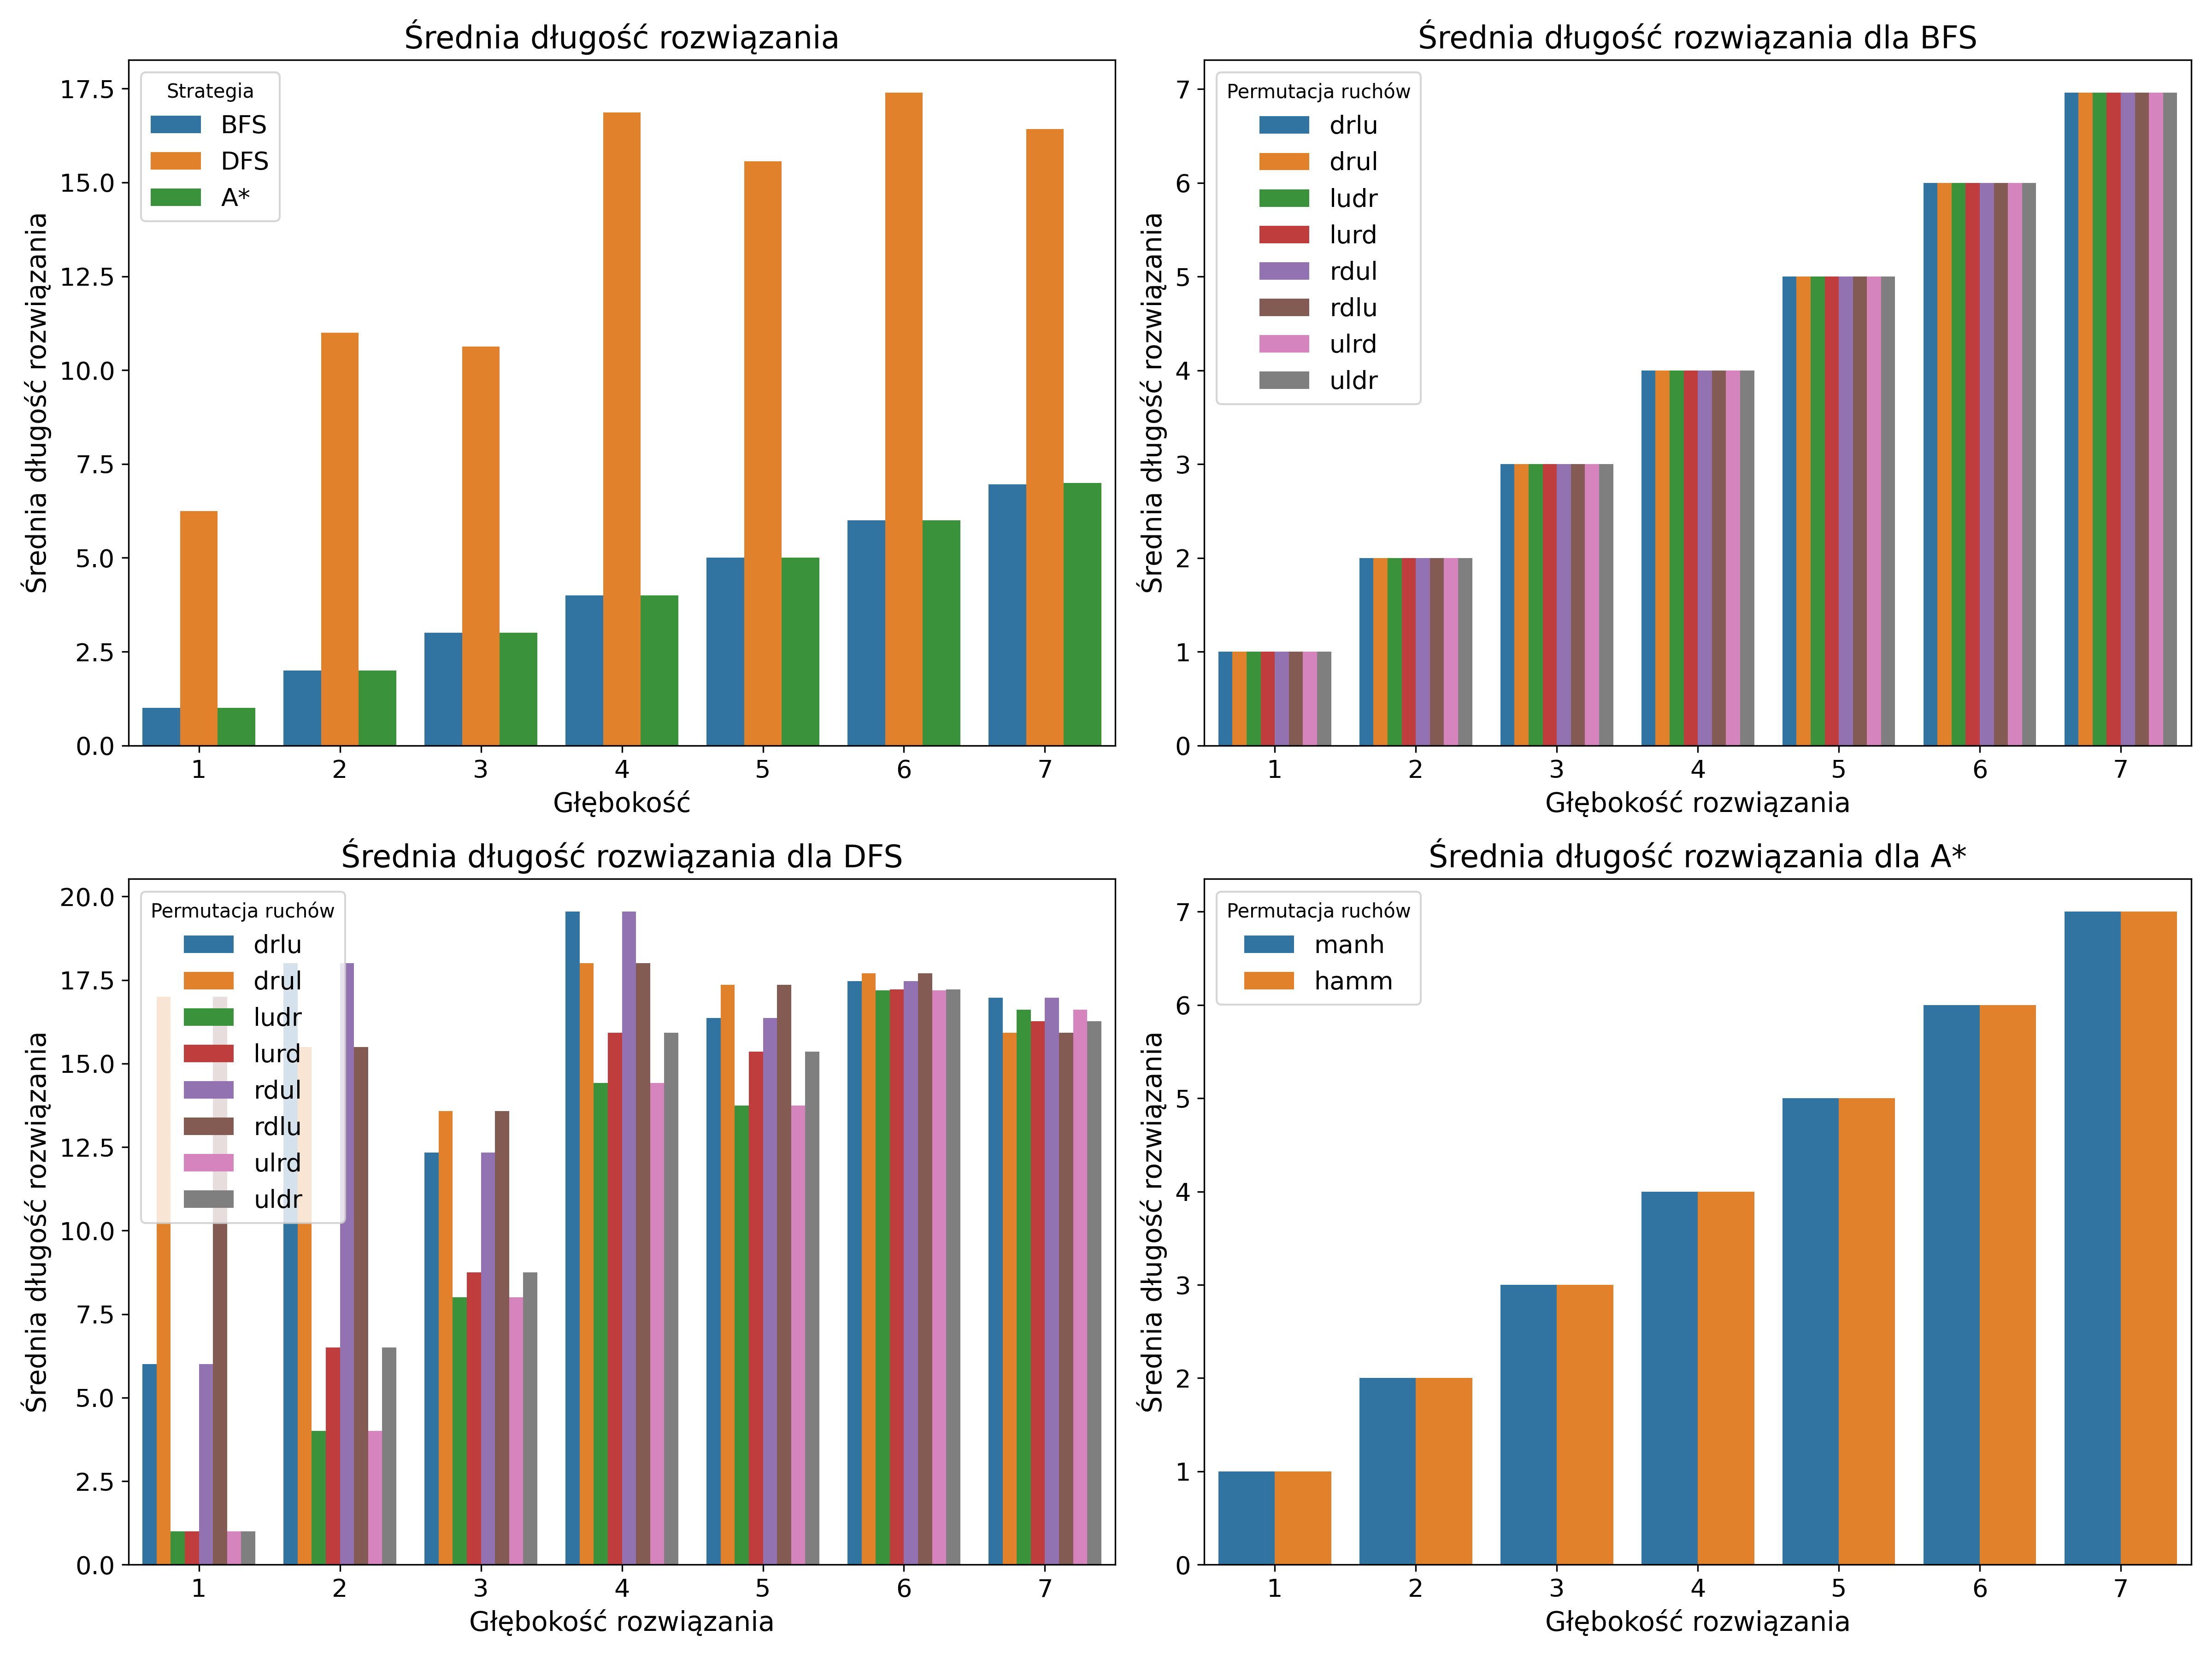 Średnia długość rozwiązania
Strategia
BFS
DFS
A*
Średnia długość rozwiązania
17.5
15.0
12.5
10.0
7.5
5.0
2.5
0.0
1 2 3 4 5 6 7
Głębokość
Średnia długość rozwiązania dla BFS
Permutacja ruchów
drlu
drul
ludr
lurd
rdul
rdlu
ulrd
uldr
Średnia długość rozwiązania
7
6
5
4
3
2
1
0
1 2 3 4 5 6 7
Głębokość rozwiązania
Średnia długość rozwiązania dla DFS
Permutacja ruchów
drlu
drul
ludr
lurd
rdul
rdlu
ulrd
uldr
Średnia długość rozwiązania
20.0
17.5
15.0
12.5
10.0
7.5
5.0
2.5
0.0
1 2 3 4 5 6 7
Głębokość rozwiązania
Średnia długość rozwiązania dla A*
Permutacja ruchów
manh
hamm
Średnia długość rozwiązania
7
6
5
4
3
2
1
0
1 2 3 4 5 6 7
Głębokość rozwiązania